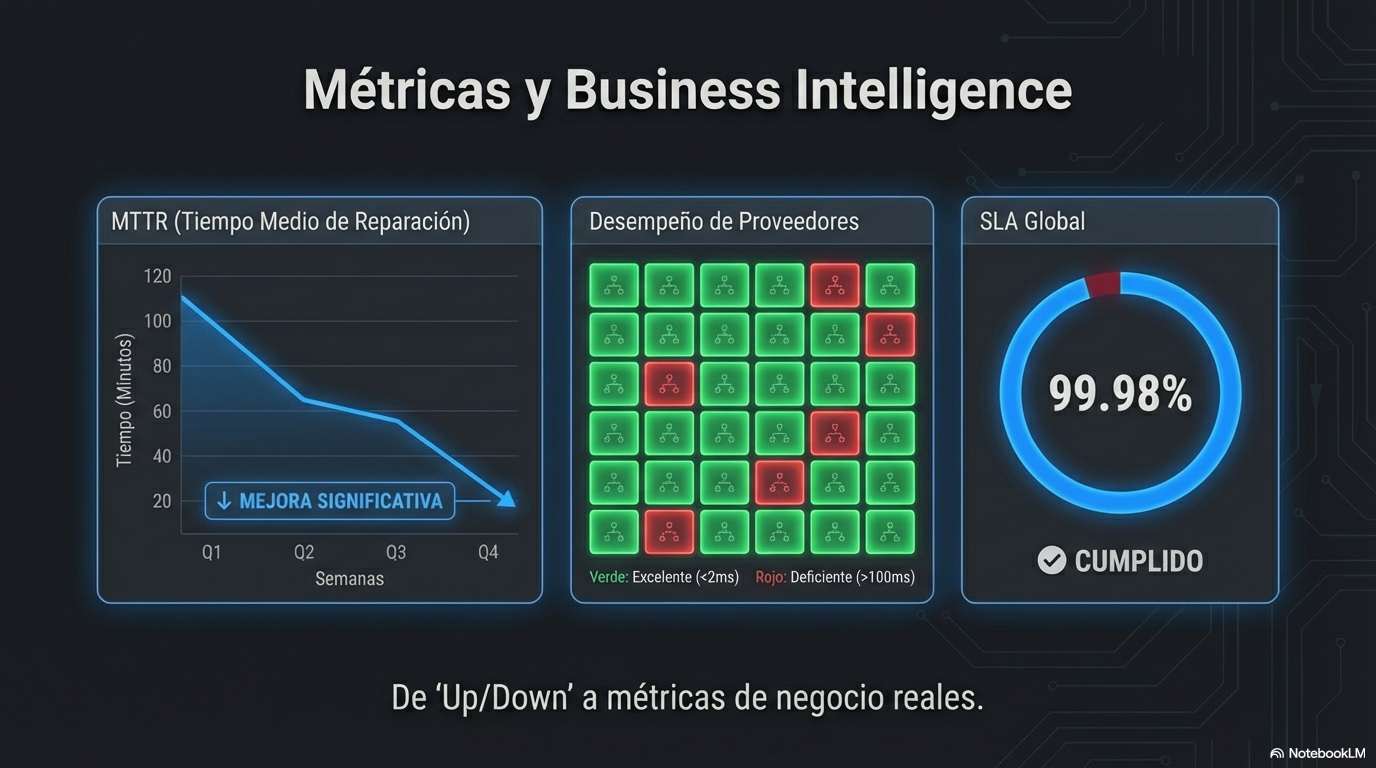 Métricas y Business Intelligence
MTTR (Tiempo Medio de Reparación)
Tiempo (Minutos)
120
100
80
60
40
20
↓ MEJORA SIGNIFICATIVA
Q1 Q2 Q3 Q4
Semanas
Desempeño de Proveedores
Verde: Excelente (<2ms) Rojo: Deficiente (>100ms)
SLA Global
99.98%
CUMPLIDO
De ‘Up/Down’ a métricas de negocio reales.
NotebookLM